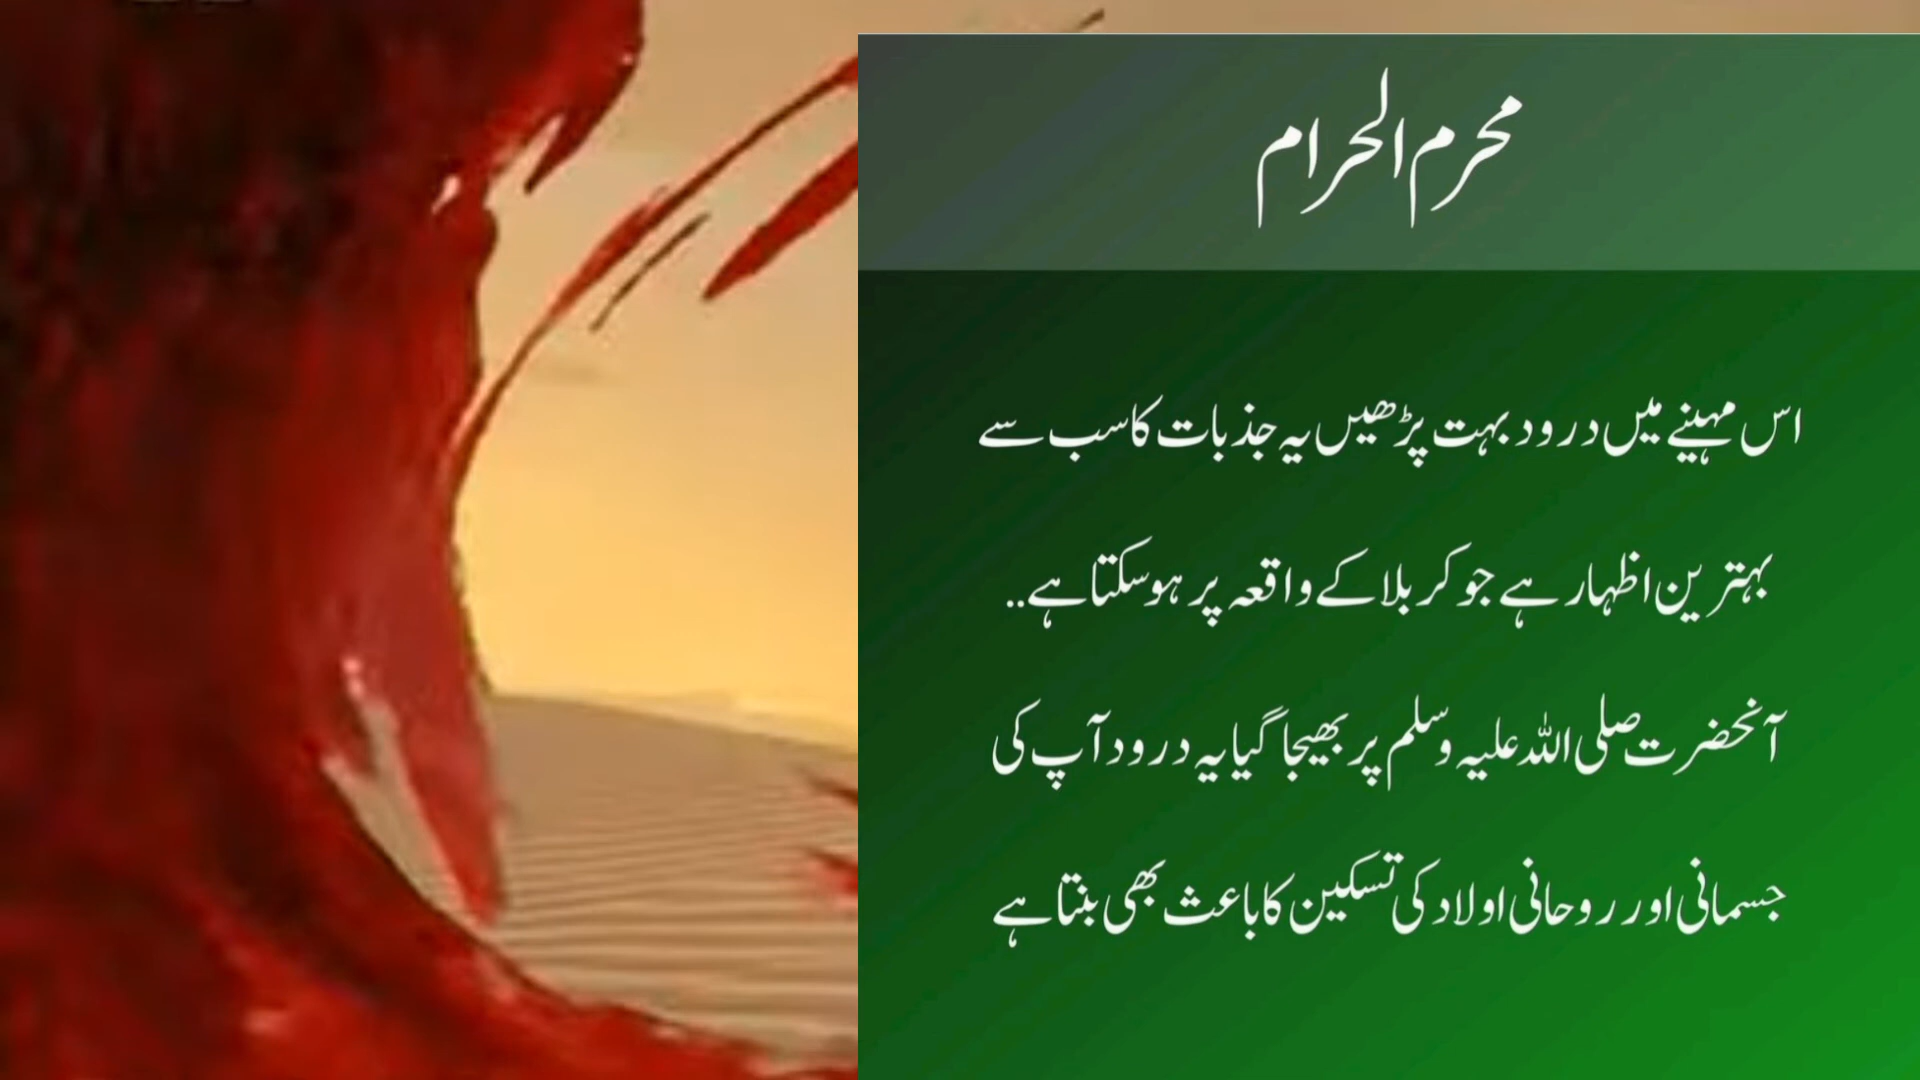 محرم الحرام
اس مہینے میں درود بہت پڑھیں یہ جذبات کا سب سے
بہترین اظہار ہے جو کربلا کے واقعہ پر ہوسکتا ہے..
آنحضرت صلی اللہ علیہ وسلم پر بھیجا گیا یہ درود آپ کی
جسمانی اور روحانی اولاد کی تسکین کا باعث بھی بنتا ہے